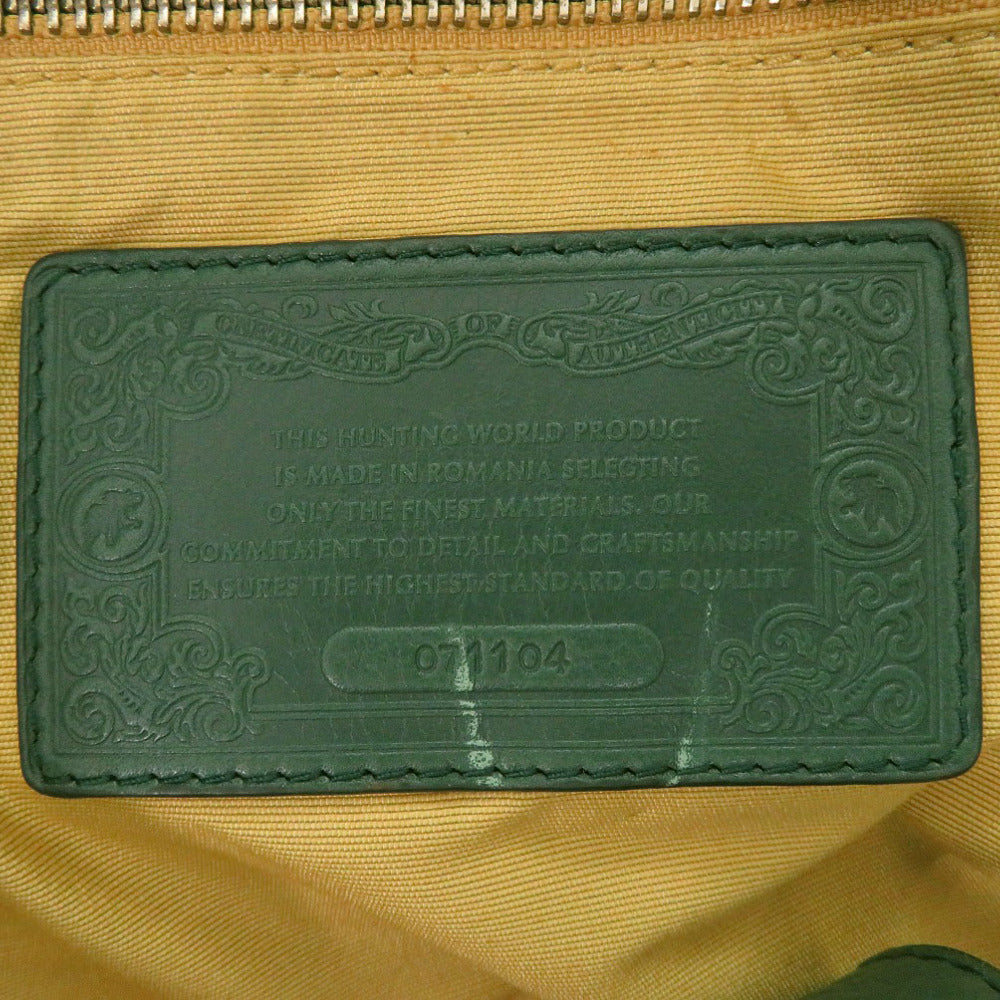 CERTIFICATE OF AUTHENTICITY
THIS HUNTING WORLD PRODUCT
IS MADE IN ROMANIA SELECTING
ONLY THE FINEST MATERIALS. OUR
COMMITMENT TO DETAIL AND CRAFTSMANSHIP
ENSURES THE HIGHEST STANDARD OF QUALITY
071104